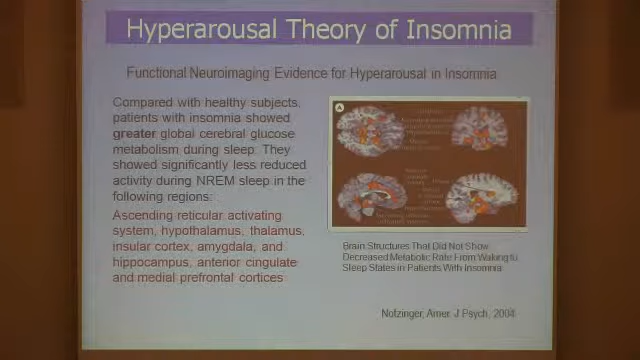 Hyperarousal Theory of Insomnia
Functional Neuroimaging Evidence for Hyperarousal in Insomnia
Compared with healthy subjects,
patients with insomnia showed
greater global cerebral glucose
metabolism during sleep. They
showed significantly less reduced
activity during NREM sleep in the
following regions:
Ascending reticular activating
system, hypothalamus, thalamus,
insular cortex, amygdala, and
hippocampus, anterior cingulate
and medial prefrontal cortices
A
Brain Structures That Did Not Show
Decreased Metabolic Rate From Waking to
Sleep States in Patients With Insomnia
Nofzinger, Amer. J Psych, 2004